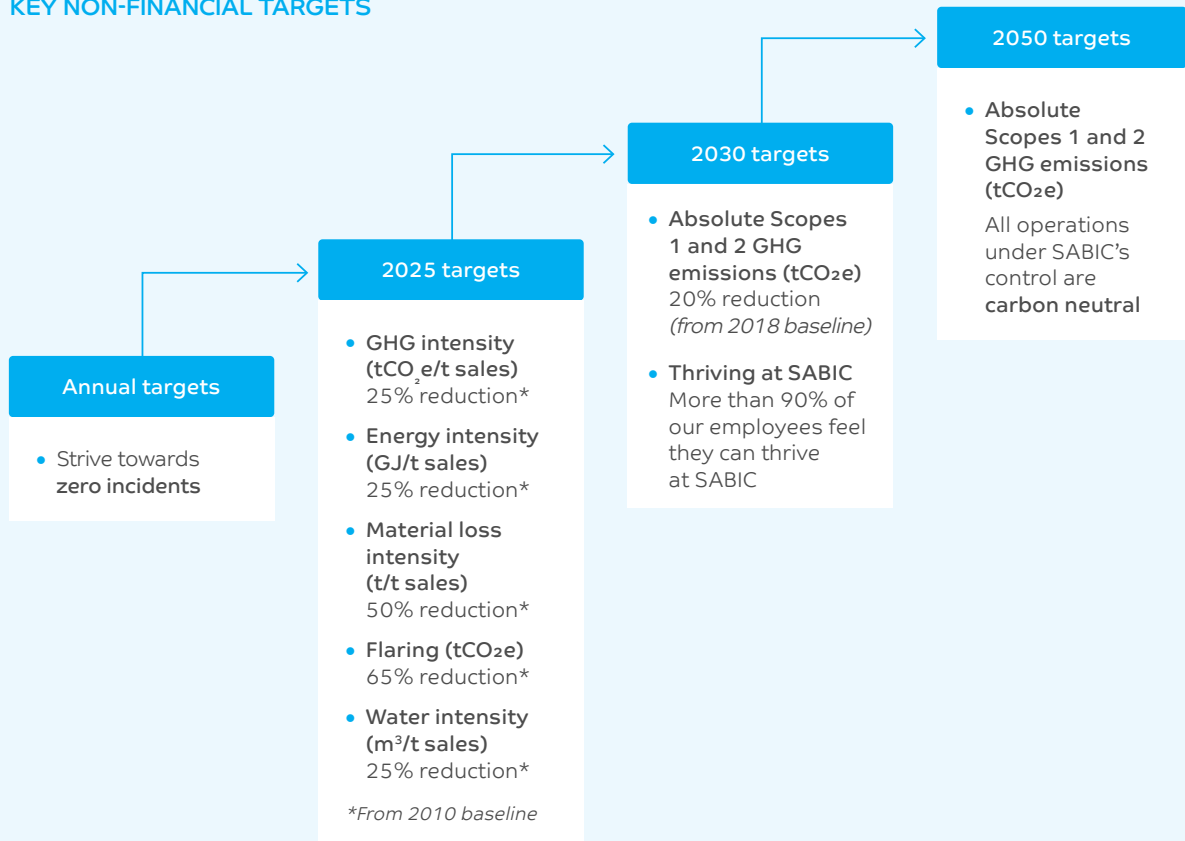 KEY NON-FINANCIAL TARGETS
Annual targets
• Strive towards
zero incidents
2025 targets
• GHG intensity
(tCO₂e/t sales)
25% reduction*
• Energy intensity
(GJ/t sales)
25% reduction*
• Material loss
intensity
(t/t sales)
50% reduction*
• Flaring (tCO₂e)
65% reduction*
• Water intensity
(m³/t sales)
25% reduction*
*From 2010 baseline
2030 targets
• Absolute Scopes
1 and 2 GHG
emissions (tCO₂e)
20% reduction
(from 2018 baseline)
• Thriving at SABIC
More than 90% of
our employees feel
they can thrive
at SABIC
2050 targets
• Absolute
Scopes 1 and 2
GHG emissions
(tCO₂e)
All operations
under SABIC’s
control are
carbon neutral